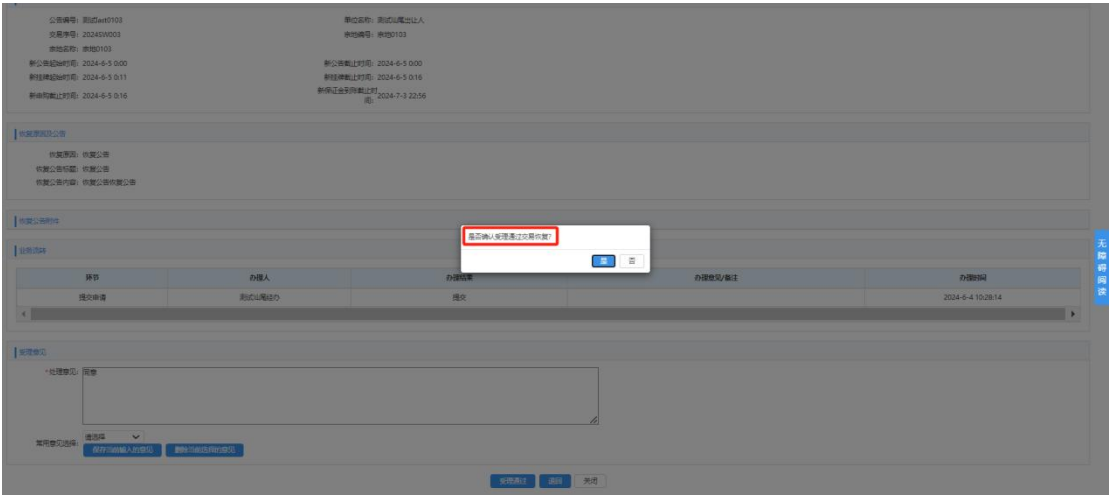 公告编号: 测试act0103 单位名称: 测试汕尾出让人
交易序号: 2024SW003 宗地编号: 宗地0103
宗地名称: 宗地0103
新公告起始时间: 2024-6-5 0:00 新公告截止时间: 2024-6-5 0:00
新挂牌起始时间: 2024-6-5 0:11 新挂牌截止时间: 2024-6-5 0:16
新申购截止时间: 2024-6-5 0:16 新保证金到账截止时间: 2024-7-3 22:56
恢复原因及公告
恢复原因: 恢复公告
恢复公告标题: 恢复公告
恢复公告内容: 恢复公告恢复公告
恢复公告附件
是否确认受理通过交易恢复?
是 否
处理流转
环节 办理人 办理结果 办理意见/备注 办理时间
提交申请 测试汕尾经办 提交 2024-6-4 10:28:14
无障碍阅读
受理意见
*处理意见: 同意
常用意见选择: 请选择
保存当前输入的意见 删除当前选择的意见
受理通过 退回 关闭